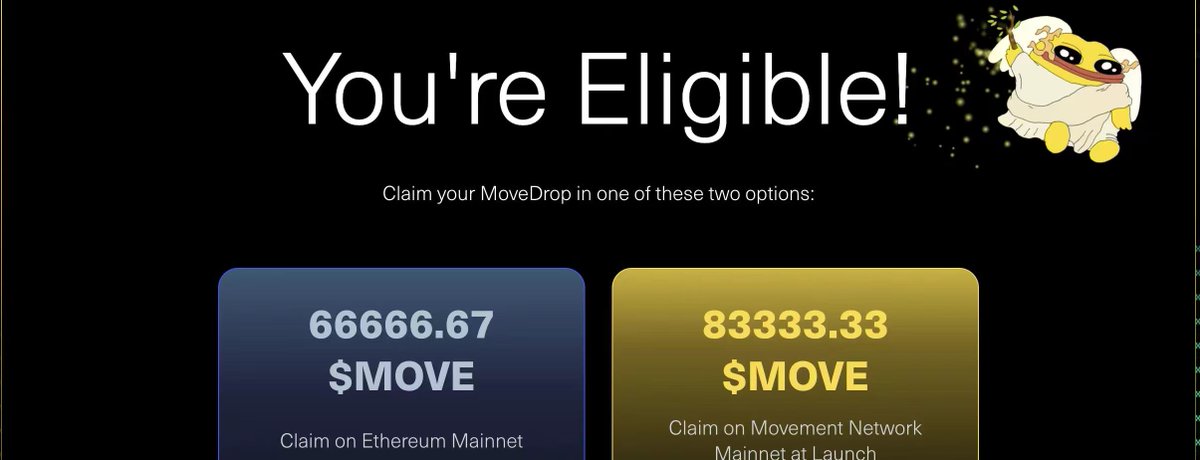 You're Eligible!
Claim your MoveDrop in one of these two options:
66666.67
$MOVE
Claim on Ethereum Mainnet
83333.33
$MOVE
Claim on Movement Network
Mainnet at Launch